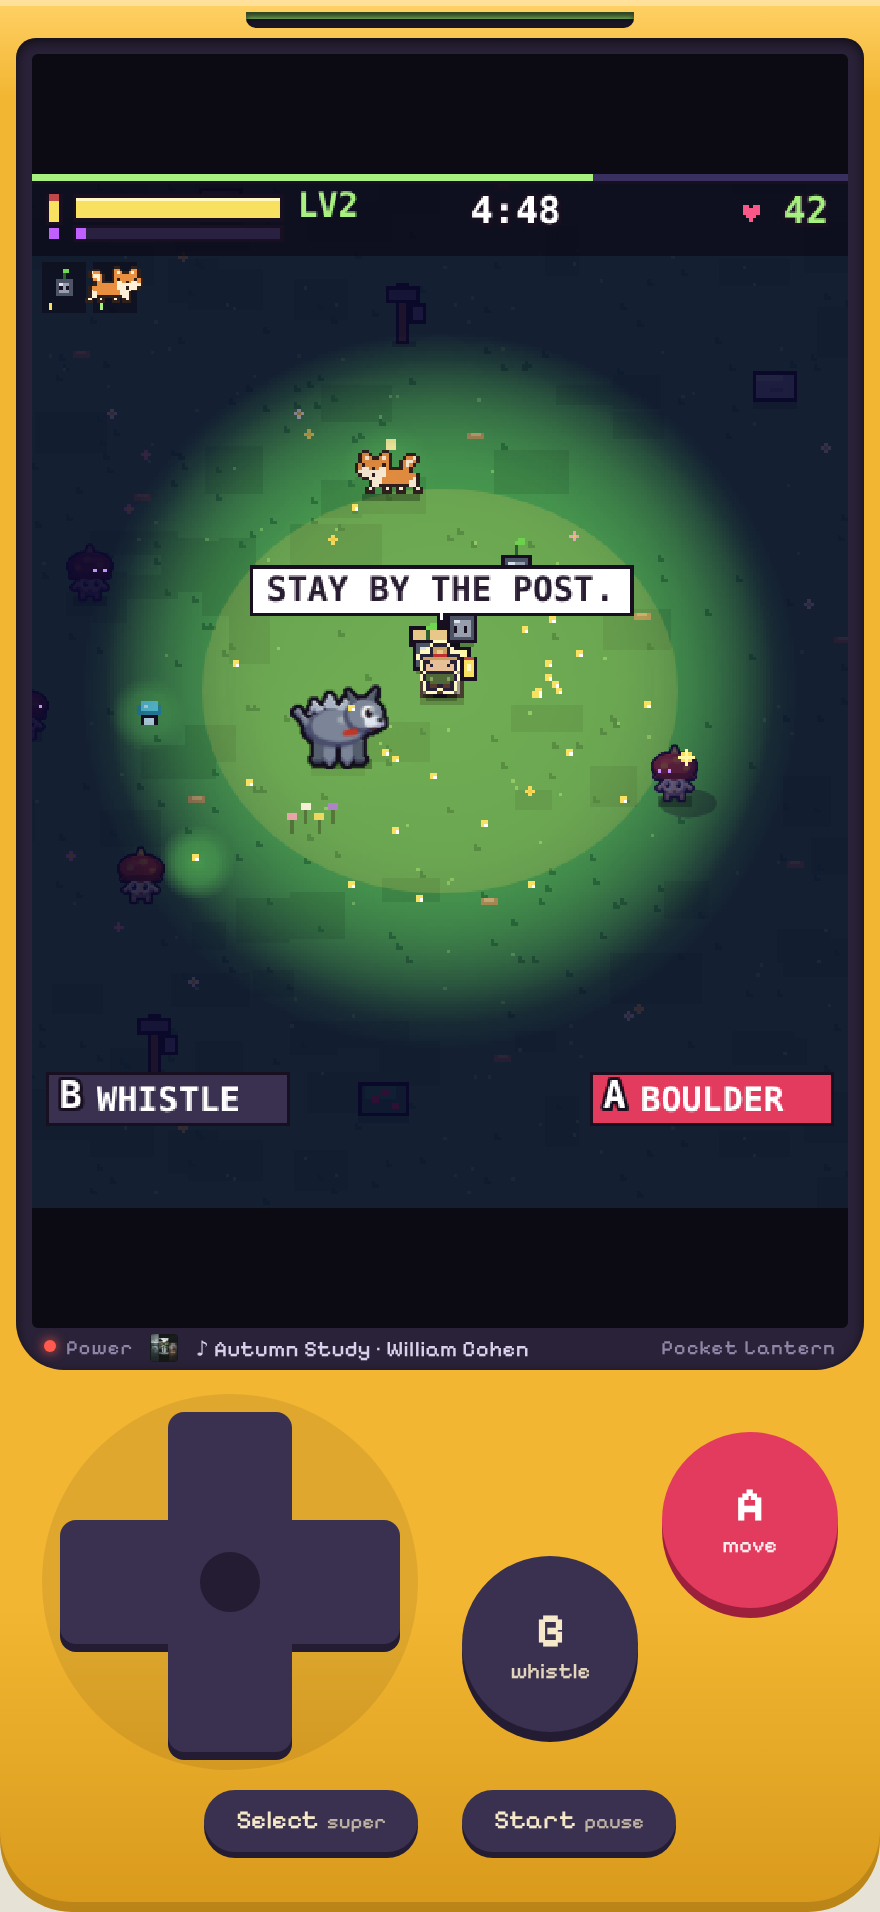 LV2
4:48
42
STAY BY THE POST.
B WHISTLE
A BOULDER
Power
♪ Autumn Study · William Cohen
Pocket Lantern
A
move
B
whistle
Select super
Start pause